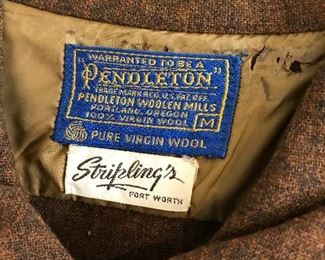 "WARRANTED TO BE A
PENDLETON"
TRADE MARK REG. U.S. PAT. OFF.
PENDLETON WOOLEN MILLS
PORTLAND, OREGON
100% VIRGIN WOOL M
PURE VIRGIN WOOL
Stripling's
FORT WORTH